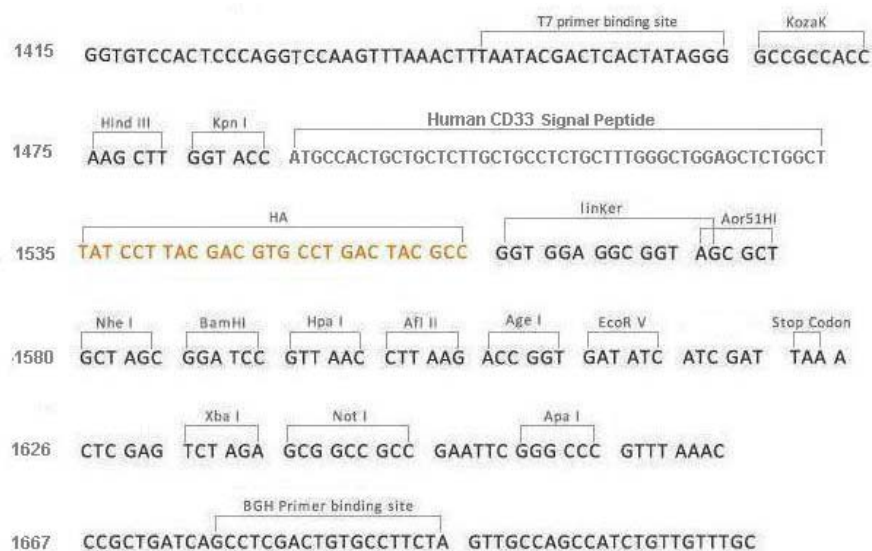 T7 primer binding site KozaK
1415 GGTGTCCACTCCCAGGTCCAAGTTTAAACTTTAATACGACTCACTATAGGG GCCGCCACC
Hind III Kpn I Human CD33 Signal Peptide
1475 AAG CTT GGT ACC ATGCCACTGCTGCTCTTGCTGCCTCTGCTTTGGGCTGGAGCTCTGGCT
HA linKer Aor51HI
1535 TAT CCT TAC GAC GTG CCT GAC TAC GCC GGT GGA GGC GGT AGC GCT
Nhe I BamHI Hpa I Afl II Age I EcoR V Stop Codon
1580 GCT AGC GGA TCC GTT AAC CTT AAG ACC GGT GAT ATC ATC GAT TAA A
Xba I Not I Apa I
1626 CTC GAG TCT AGA GCG GCC GCC GAATTC GGG CCC GTTT AAAC
BGH Primer binding site
1667 CCGCTGATCAGCCTCGACTGTGCCTTCTA GTTGCCAGCCATCTGTTGTTTGC